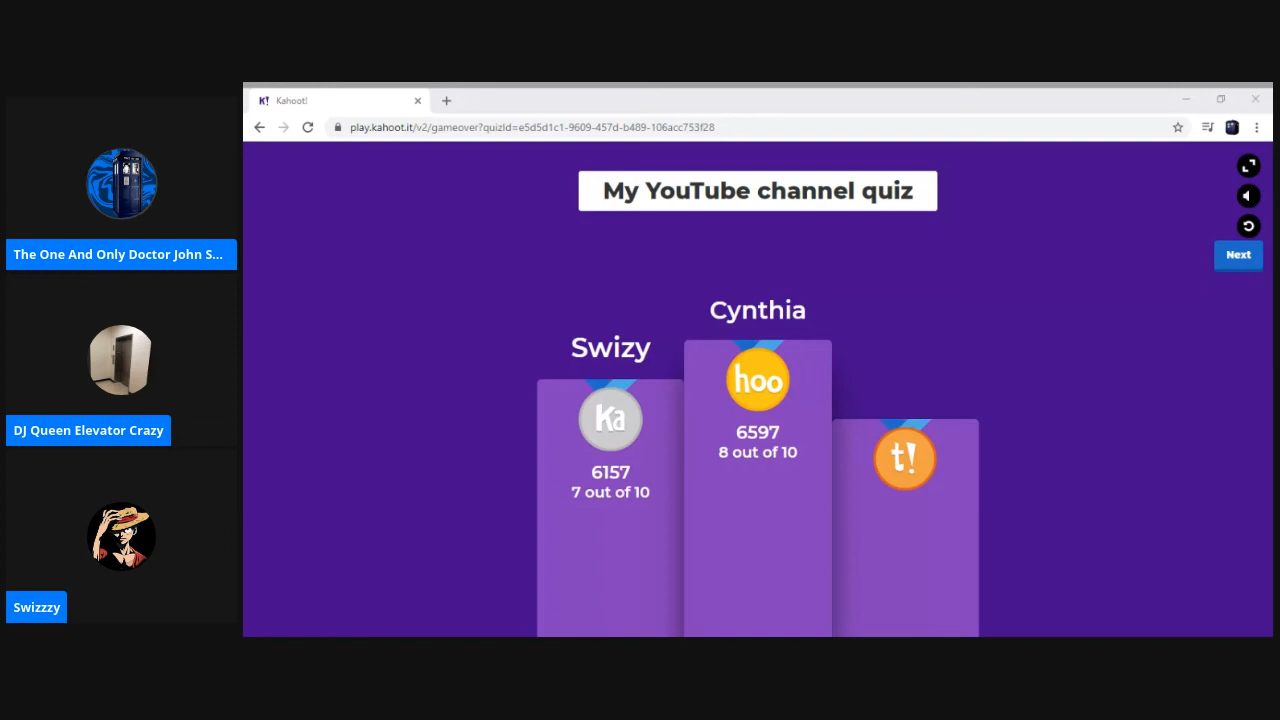 The One And Only Doctor John S...
DJ Queen Elevator Crazy
Swizzzy
K! Kahoot!
play.kahoot.it/v2/gameover?quizId=e5d5d1c1-9609-457d-b489-106acc753f28
My YouTube channel quiz
Next
Cynthia
Swizy
hoo
6597
8 out of 10
Ka
6157
7 out of 10
t!